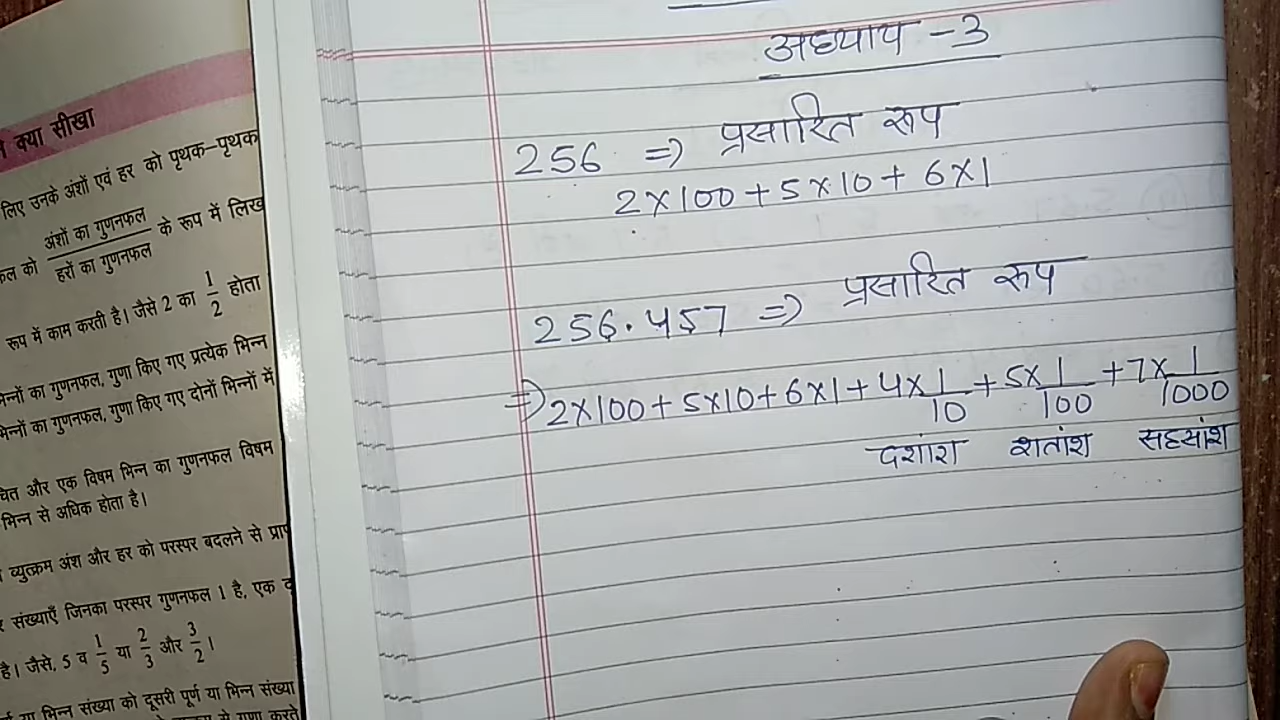 क्या सीखा
लिए उनके अंशों एवं हर को पृथक–पृथक
को अंशों का गुणनफल / हरों का गुणनफल के रूप में लिख
रूप में काम करती है। जैसे 2 का 1/2 होता
का गुणनफल, गुणा किए गए प्रत्येक भिन्न
का गुणनफल, गुणा किए गए दोनों भिन्नों में
और एक विषम भिन्न का गुणनफल विषम
भिन्न से अधिक होता है।
व्युत्क्रम अंश और हर को परस्पर बदलने से
संख्याएँ जिनका परस्पर गुणनफल 1 है, एक
है। जैसे, 5 व 1/5 या 2/3 और 3/2।
या भिन्न संख्या को दूसरी पूर्ण या भिन्न संख्या
से गुणा करते
अध्याय -3
256 => प्रसारित रूप
2×100+5×10+6×1
256.457 => प्रसारित रूप
=> 2×100+5×10+6×1+4×1/10+5×1/100+7×1/1000
दशांश शतांश सहस्रांश